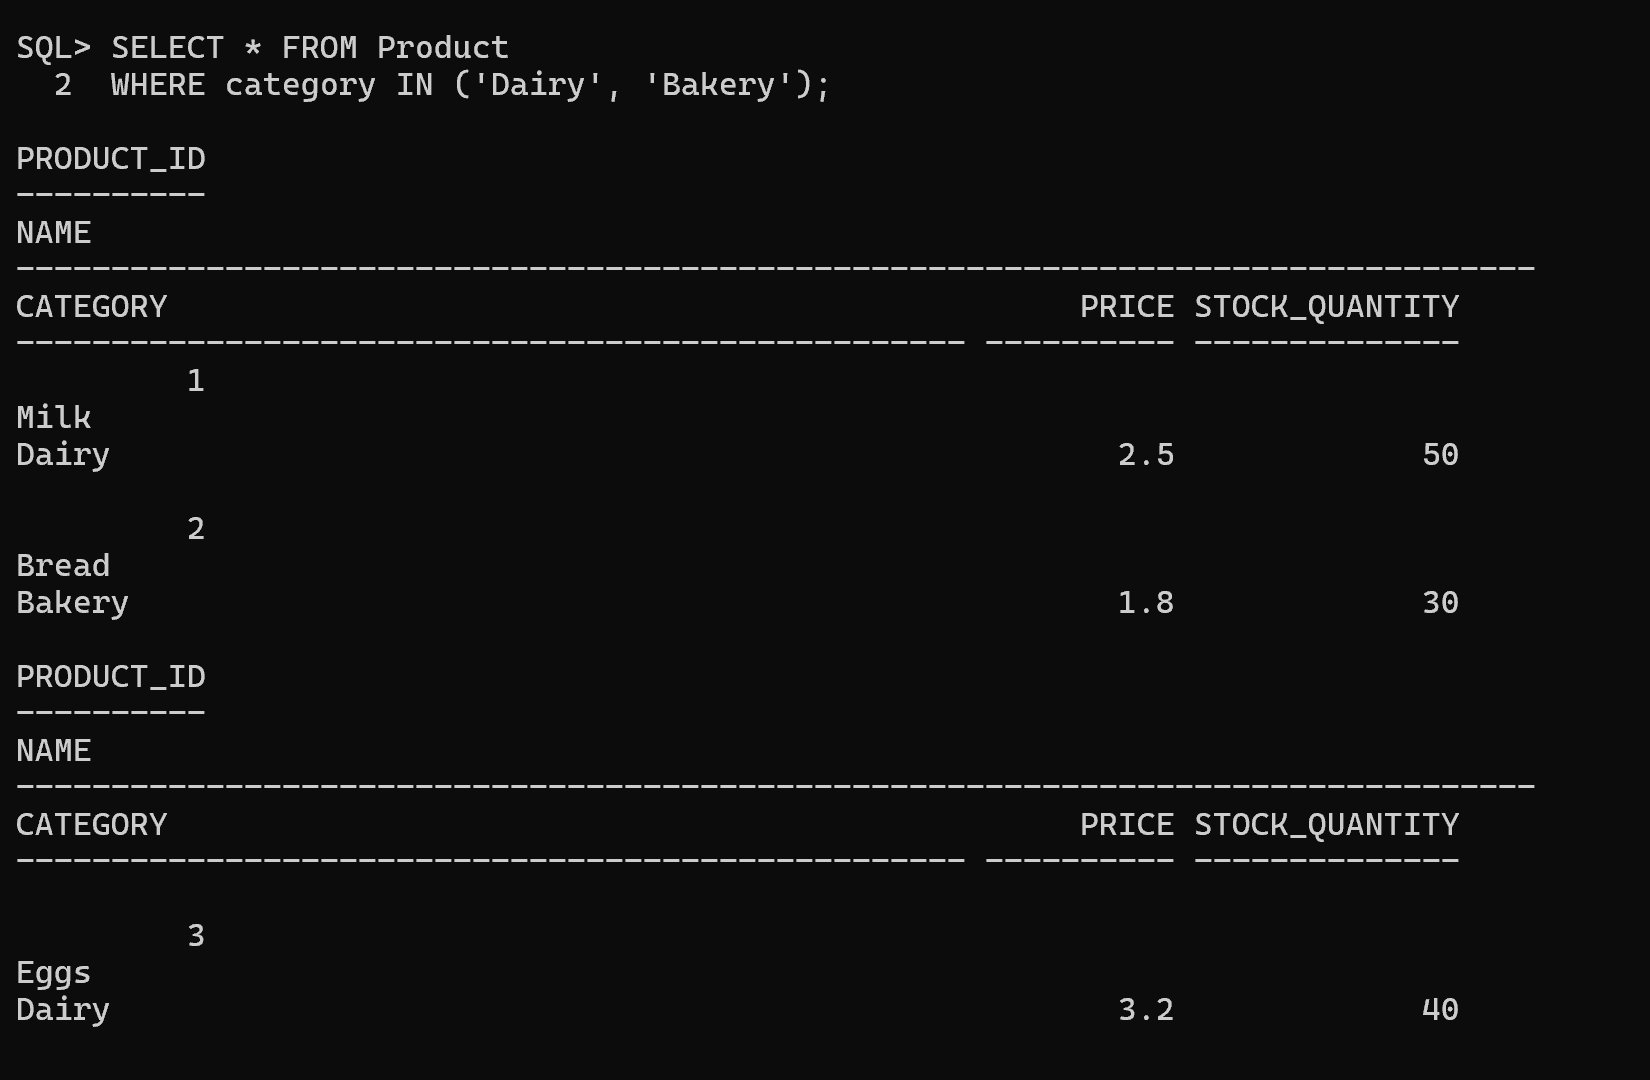 SQL> SELECT * FROM Product
  2  WHERE category IN ('Dairy', 'Bakery');

PRODUCT_ID
----------
NAME
--------------------------------------------------------------------------------
CATEGORY                                                PRICE STOCK_QUANTITY
-------------------------------------------------- ---------- --------------
         1
Milk
Dairy                                                     2.5             50

         2
Bread
Bakery                                                    1.8             30

PRODUCT_ID
----------
NAME
--------------------------------------------------------------------------------
CATEGORY                                                PRICE STOCK_QUANTITY
-------------------------------------------------- ---------- --------------

         3
Eggs
Dairy                                                     3.2             40